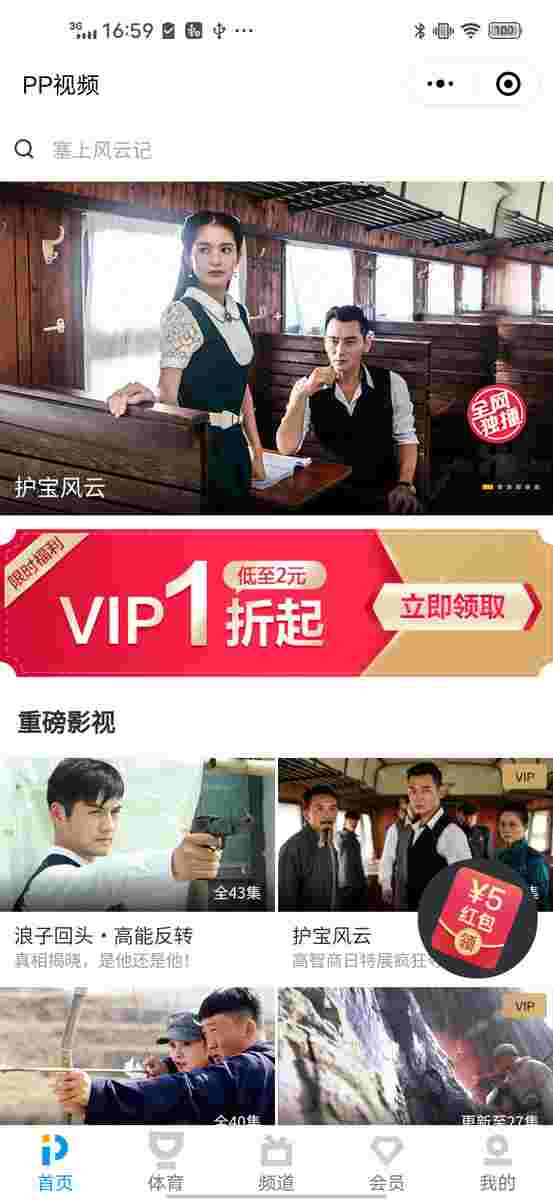 3G 16:59 100
PP视频
塞上风云记
全网
独播
护宝风云
限时福利
VIP1折起
低至2元
立即领取
重磅影视
全43集
VIP
浪子回头·高能反转
真相揭晓,是他还是他!
护宝风云
高智商日特展疯狂
¥5
红包
领
全40集
VIP
更新至27集
首页
体育
频道
会员
我的